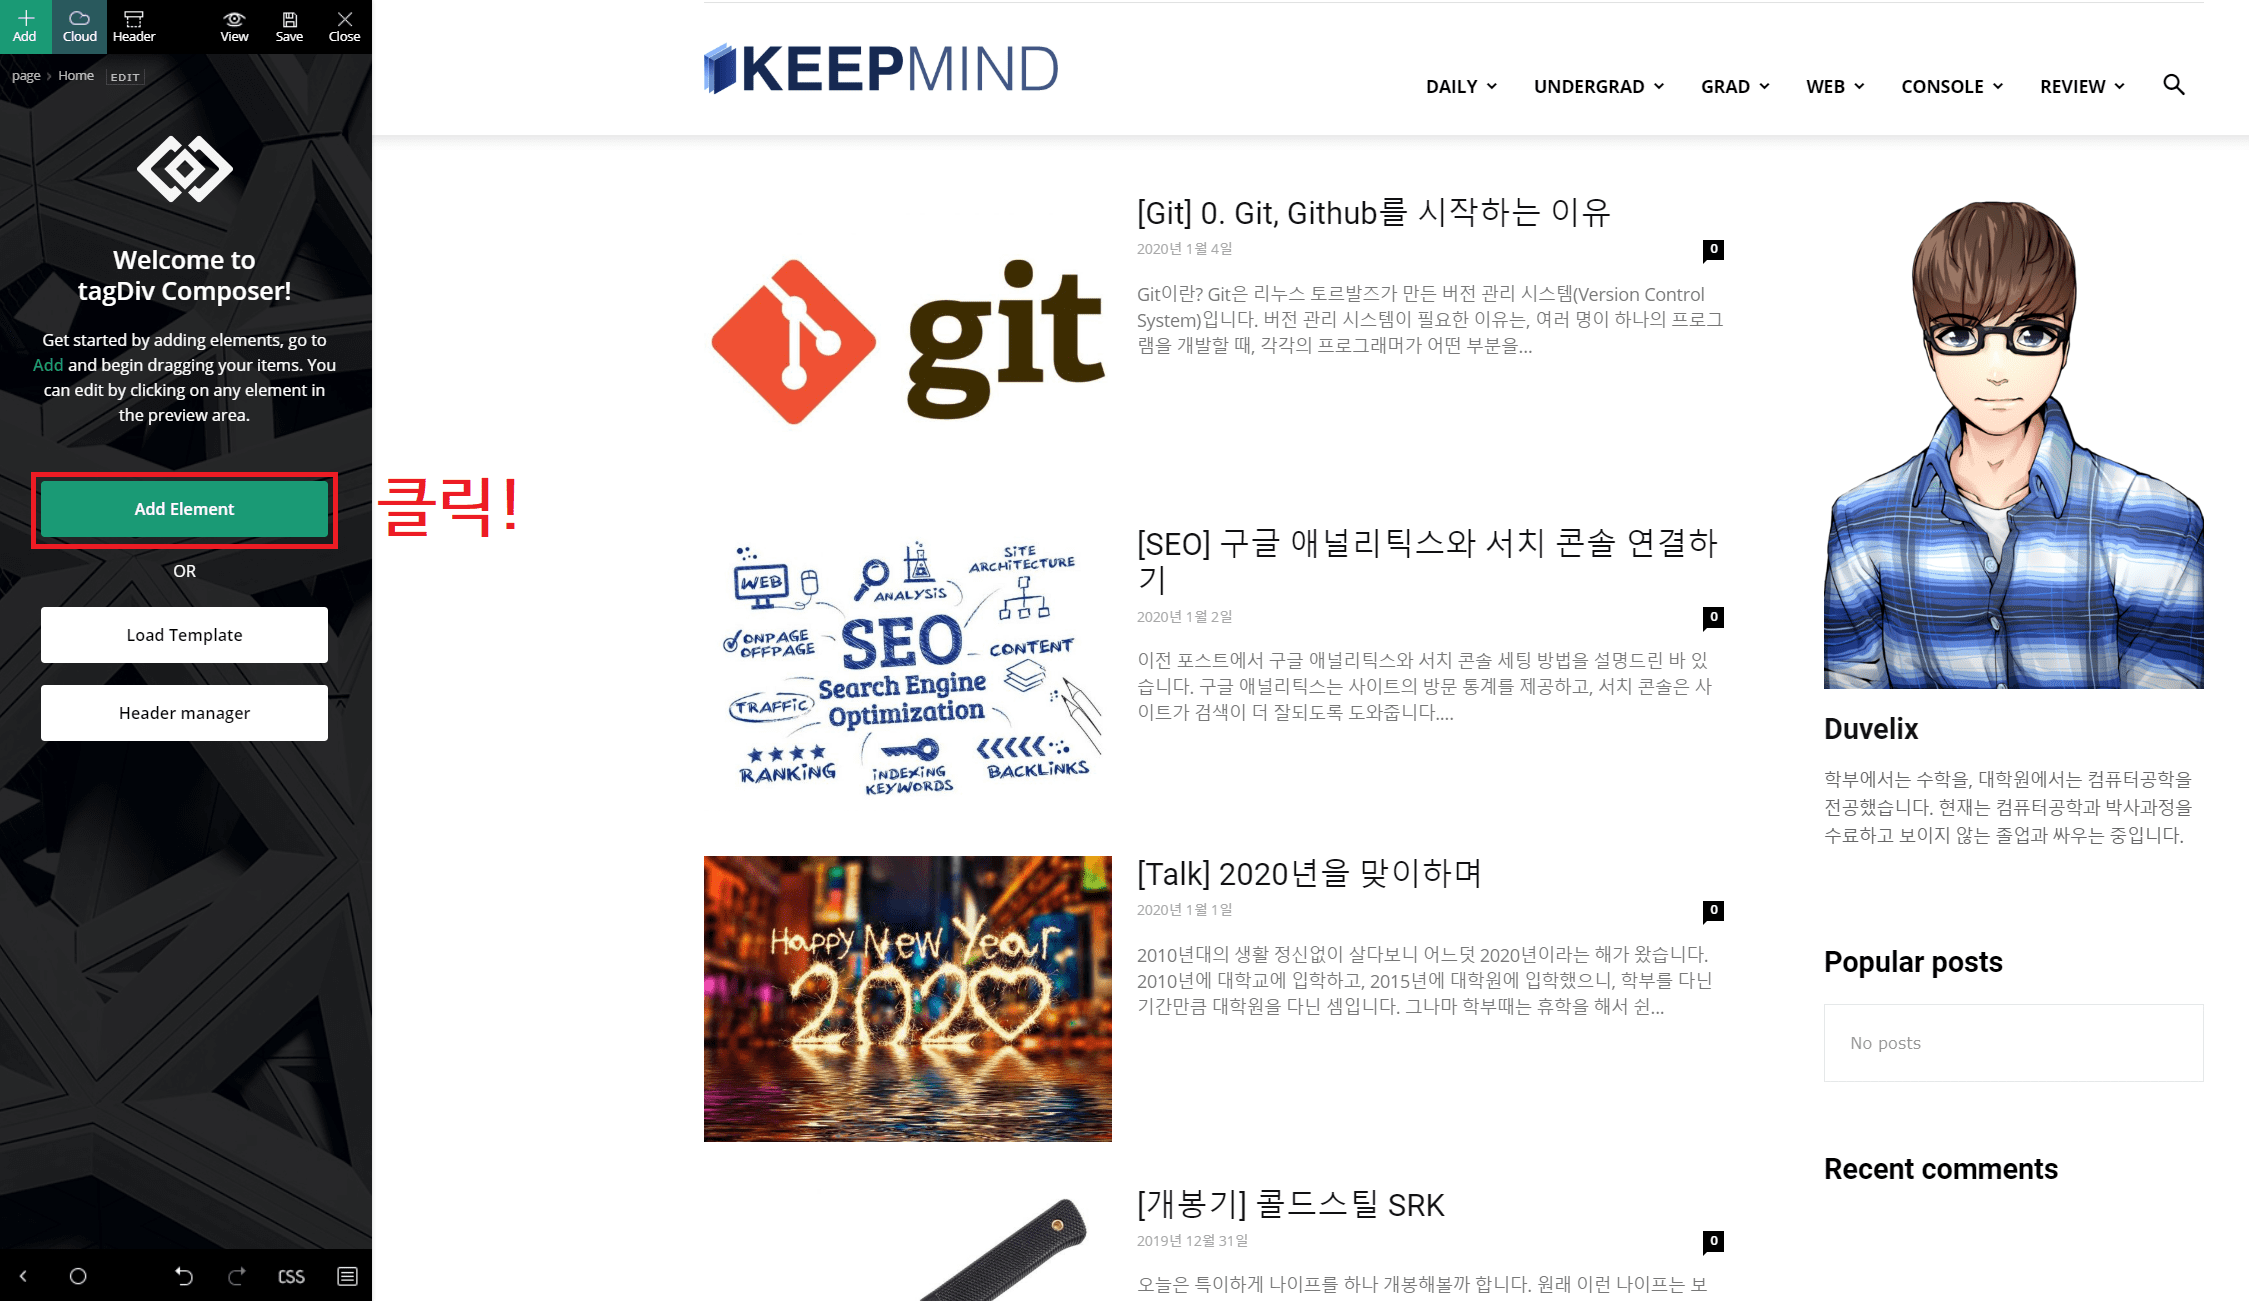 Add
Cloud
Header
View
Save
Close
page › Home EDIT
Welcome to
tagDiv Composer!
Get started by adding elements, go to
Add and begin dragging your items. You
can edit by clicking on any element in
the preview area.
Add Element
클릭!
OR
Load Template
Header manager
CSS
KEEPMIND
DAILY
UNDERGRAD
GRAD
WEB
CONSOLE
REVIEW
git
[Git] 0. Git, Github를 시작하는 이유
2020년 1월 4일
0
Git이란? Git은 리누스 토르발즈가 만든 버전 관리 시스템(Version Control
System)입니다. 버전 관리 시스템이 필요한 이유는, 여러 명이 하나의 프로그
램을 개발할 때, 각각의 프로그래머가 어떤 부분을...
WEB
ANALYSIS
SITE
ARCHITECTURE
ONPAGE
OFFPAGE
SEO
CONTENT
Search Engine
Optimization
TRAFFIC
RANKING
INDEXING
KEYWORDS
BACKLINKS
[SEO] 구글 애널리틱스와 서치 콘솔 연결하
기
2020년 1월 2일
0
이전 포스트에서 구글 애널리틱스와 서치 콘솔 세팅 방법을 설명드린 바 있
습니다. 구글 애널리틱스는 사이트의 방문 통계를 제공하고, 서치 콘솔은 사
이트가 검색이 더 잘되도록 도와줍니다....
Happy New Year
2020
[Talk] 2020년을 맞이하며
2020년 1월 1일
0
2010년대의 생활 정신없이 살다보니 어느덧 2020년이라는 해가 왔습니다.
2010년에 대학교에 입학하고, 2015년에 대학원에 입학했으니, 학부를 다닌
기간만큼 대학원을 다닌 셈입니다. 그나마 학부때는 휴학을 해서 쉰...
[개봉기] 콜드스틸 SRK
2019년 12월 31일
0
오늘은 특이하게 나이프를 하나 개봉해볼까 합니다. 원래 이런 나이프는 보
Duvelix
학부에서는 수학을, 대학원에서는 컴퓨터공학을
전공했습니다. 현재는 컴퓨터공학과 박사과정을
수료하고 보이지 않는 졸업과 싸우는 중입니다.
Popular posts
No posts
Recent comments